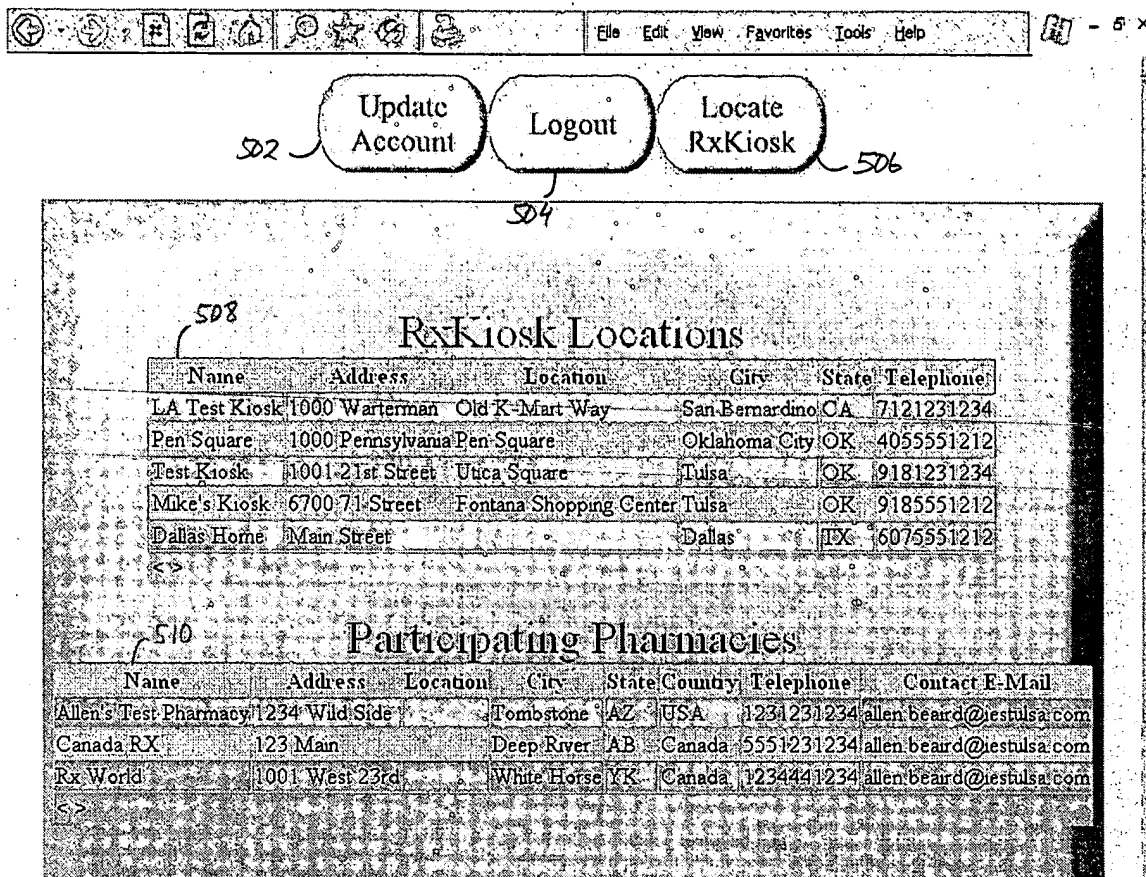 File Edit View Favorites Tools Help
Update Account
Logout
Locate RxKiosk
502
504
506
508
RxKiosk Locations
Name Address Location City State Telephone
LA Test Kiosk 1000 Warterman Old K-Mart Way San Bernardino CA 7121231234
Pen Square 1000 Pennsylvania Pen Square Oklahoma City OK 4055551212
Test Kiosk 1001 21st Street Utica Square Tulsa OK 9181231234
Mike's Kiosk 6700 71 Street Fontana Shopping Center Tulsa OK 9185551212
Dallas Home Main Street Dallas TX 6075551212
< >
510
Participating Pharmacies
Name Address Location City State Country Telephone Contact E-Mail
Allen's Test Pharmacy 1234 Wild Side Tombstone AZ USA 1231231234 allen.beaird@iestulsa.com
Canada RX 123 Main Deep River AB Canada 5551231234 allen.beaird@iestulsa.com
Rx World 1001 West 23rd White Horse YK Canada 1234441234 allen.beaird@iestulsa.com
< >